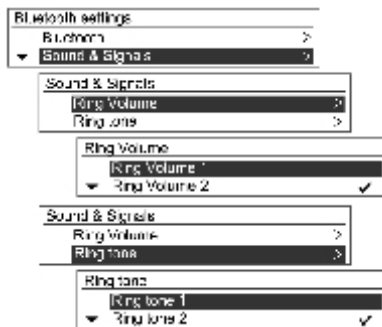 Bluetooth settings
Bluetooth >
Sound & Signals >
Sound & Signals
Ring Volume >
Ring tone >
Ring Volume
Ring Volume 1
Ring Volume 2 ✓
Sound & Signals
Ring Volume >
Ring tone >
Ring tone
Ring tone 1
Ring tone 2 ✓